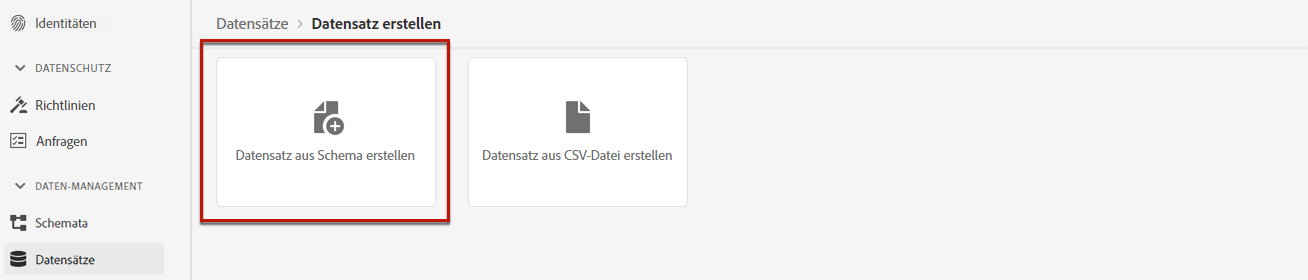 Identitäten
DATENSCHUTZ
Richtlinien
Anfragen
DATEN-MANAGEMENT
Schemata
Datensätze
Datensätze > Datensatz erstellen
Datensatz aus Schema erstellen
Datensatz aus CSV-Datei erstellen